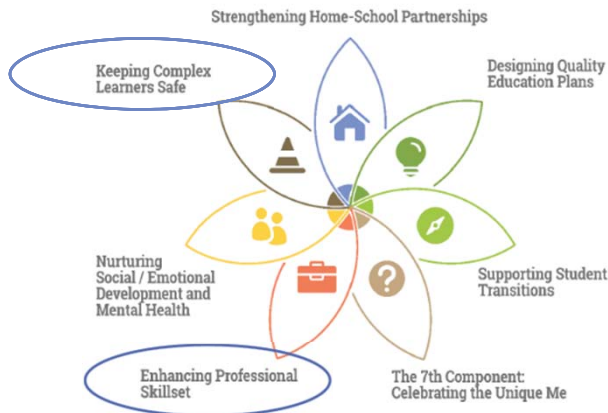 Strengthening Home-School Partnerships
Keeping Complex
Learners Safe
Designing Quality
Education Plans
Nurturing
Social / Emotional
Development and
Mental Health
Supporting Student
Transitions
Enhancing Professional
Skillset
The 7th Component:
Celebrating the Unique Me